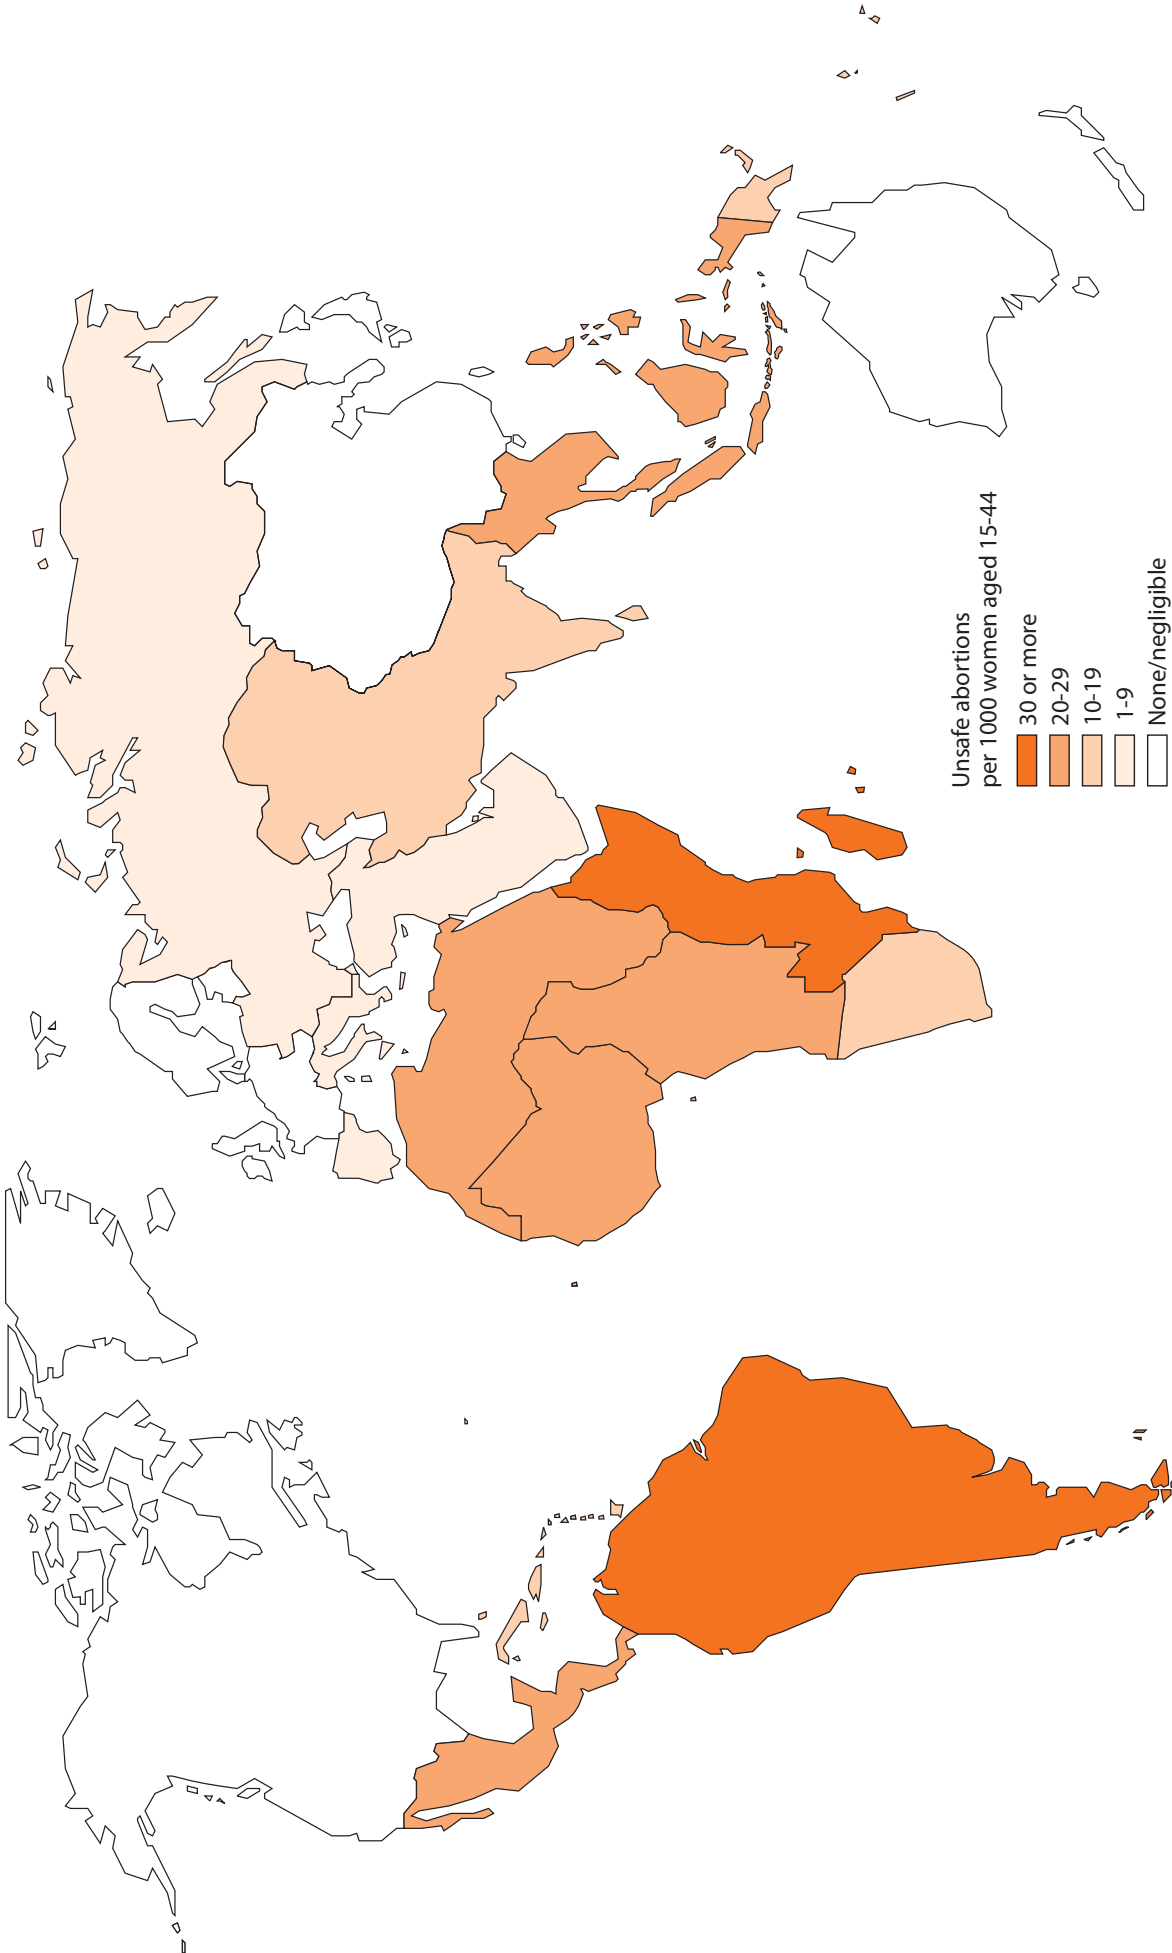 Unsafe abortions
per 1000 women aged 15-44
30 or more
20-29
10-19
1-9
None/negligible